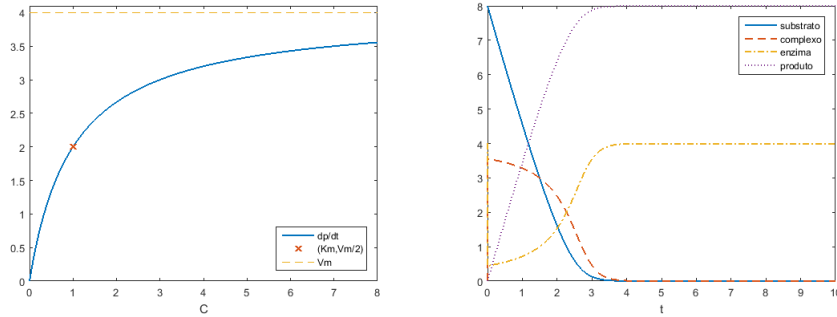 4
3.5
3
2.5
2
1.5
1
0.5
0
0 1 2 3 4 5 6 7 8
C
dp/dt
(Km,Vm/2)
Vm
8
7
6
5
4
3
2
1
0
0 1 2 3 4 5 6 7 8 9 10
t
substrato
complexo
enzima
produto